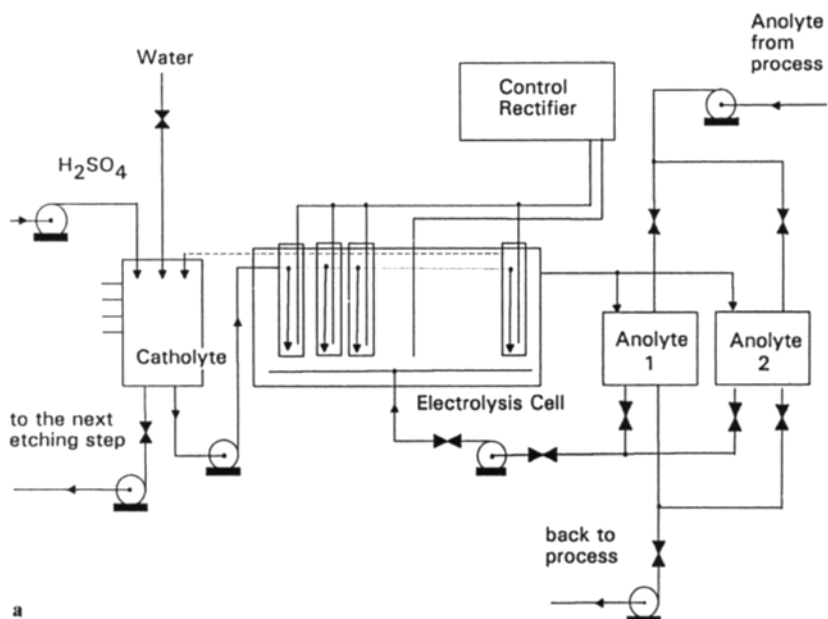 Water
H2SO4
Control
Rectifier
Anolyte
from
process
Catholyte
Electrolysis Cell
Anolyte
1
Anolyte
2
to the next
etching step
back to
process
a